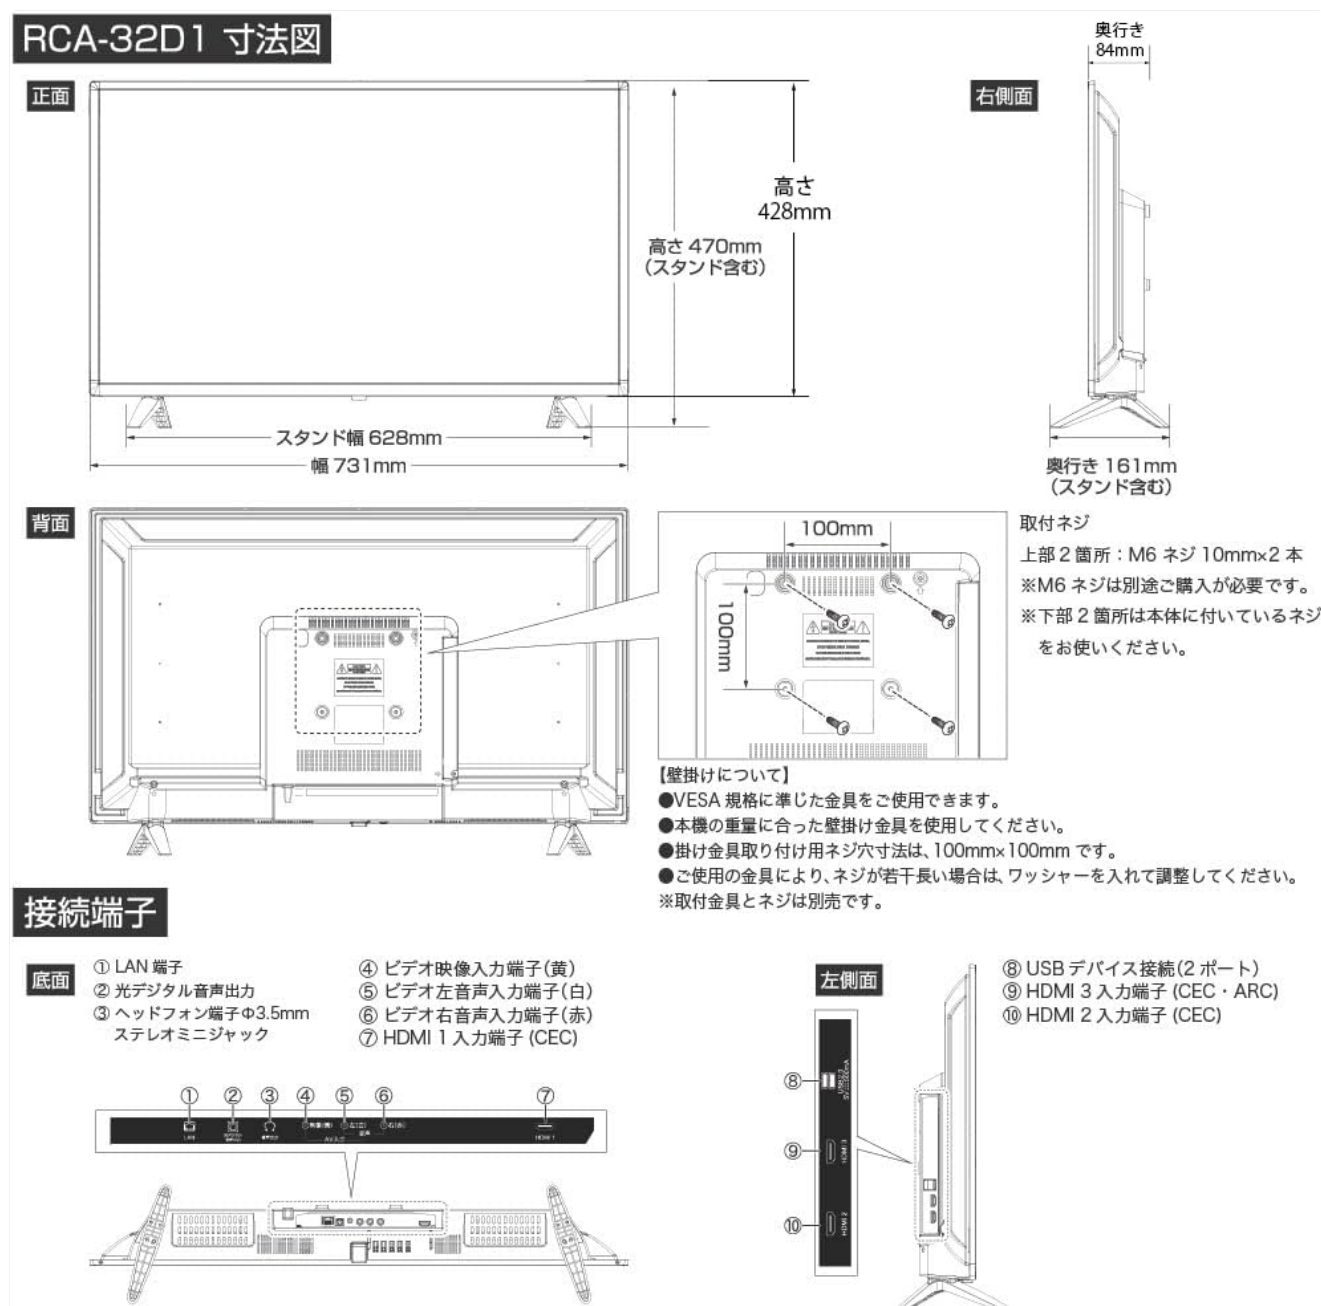 RCA-32D1 寸法図
正面
高さ
428mm
高さ 470mm
(スタンド含む)
スタンド幅 628mm
幅 731mm
奥行き
84mm
右側面
奥行き 161mm
(スタンド含む)
背面
100mm
100mm
取付ネジ
上部2箇所:M6 ネジ 10mm×2 本
※M6 ネジは別途ご購入が必要です。
※下部2箇所は本体に付いているネジ
をお使いください。
【壁掛けについて】
●VESA 規格に準じた金具をご使用できます。
●本機の重量に合った壁掛け金具を使用してください。
●掛け金具取り付け用ネジ穴寸法は、100mm×100mm です。
●ご使用の金具により、ネジが若干長い場合は、ワッシャーを入れて調整してください。
※取付金具とネジは別売です。
接続端子
底面
① LAN 端子
② 光デジタル音声出力
③ ヘッドフォン端子Φ3.5mm
ステレオミニジャック
④ ビデオ映像入力端子(黄)
⑤ ビデオ左音声入力端子(白)
⑥ ビデオ右音声入力端子(赤)
⑦ HDMI 1 入力端子 (CEC)
① ② ③ ④ ⑤ ⑥ ⑦
LAN
HDMI 1
左側面
⑧ USB デバイス接続(2 ポート)
⑨ HDMI 3 入力端子 (CEC・ARC)
⑩ HDMI 2 入力端子 (CEC)
⑧
⑨
HDMI 3
⑩
HDMI 2